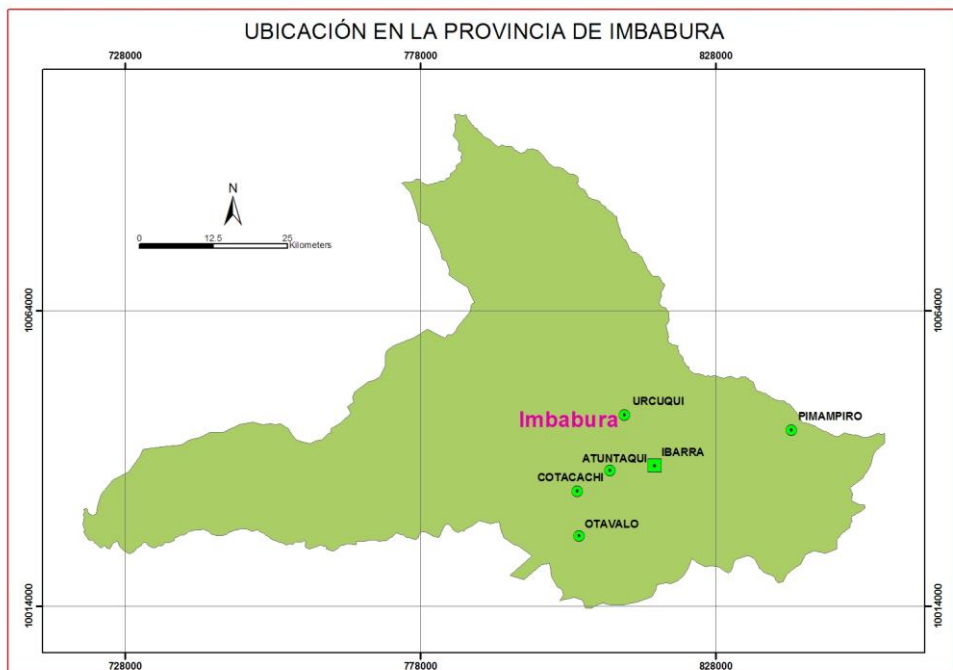 UBICACIÓN EN LA PROVINCIA DE IMBABURA
728000 778000 828000
N
0 12.5 25
Kilometers
10064000 10064000
URCUQUI
Imbabura
PIMAMPIRO
ATUNTAQUI IBARRA
COTACACHI
OTAVALO
10014000 10014000
728000 778000 828000